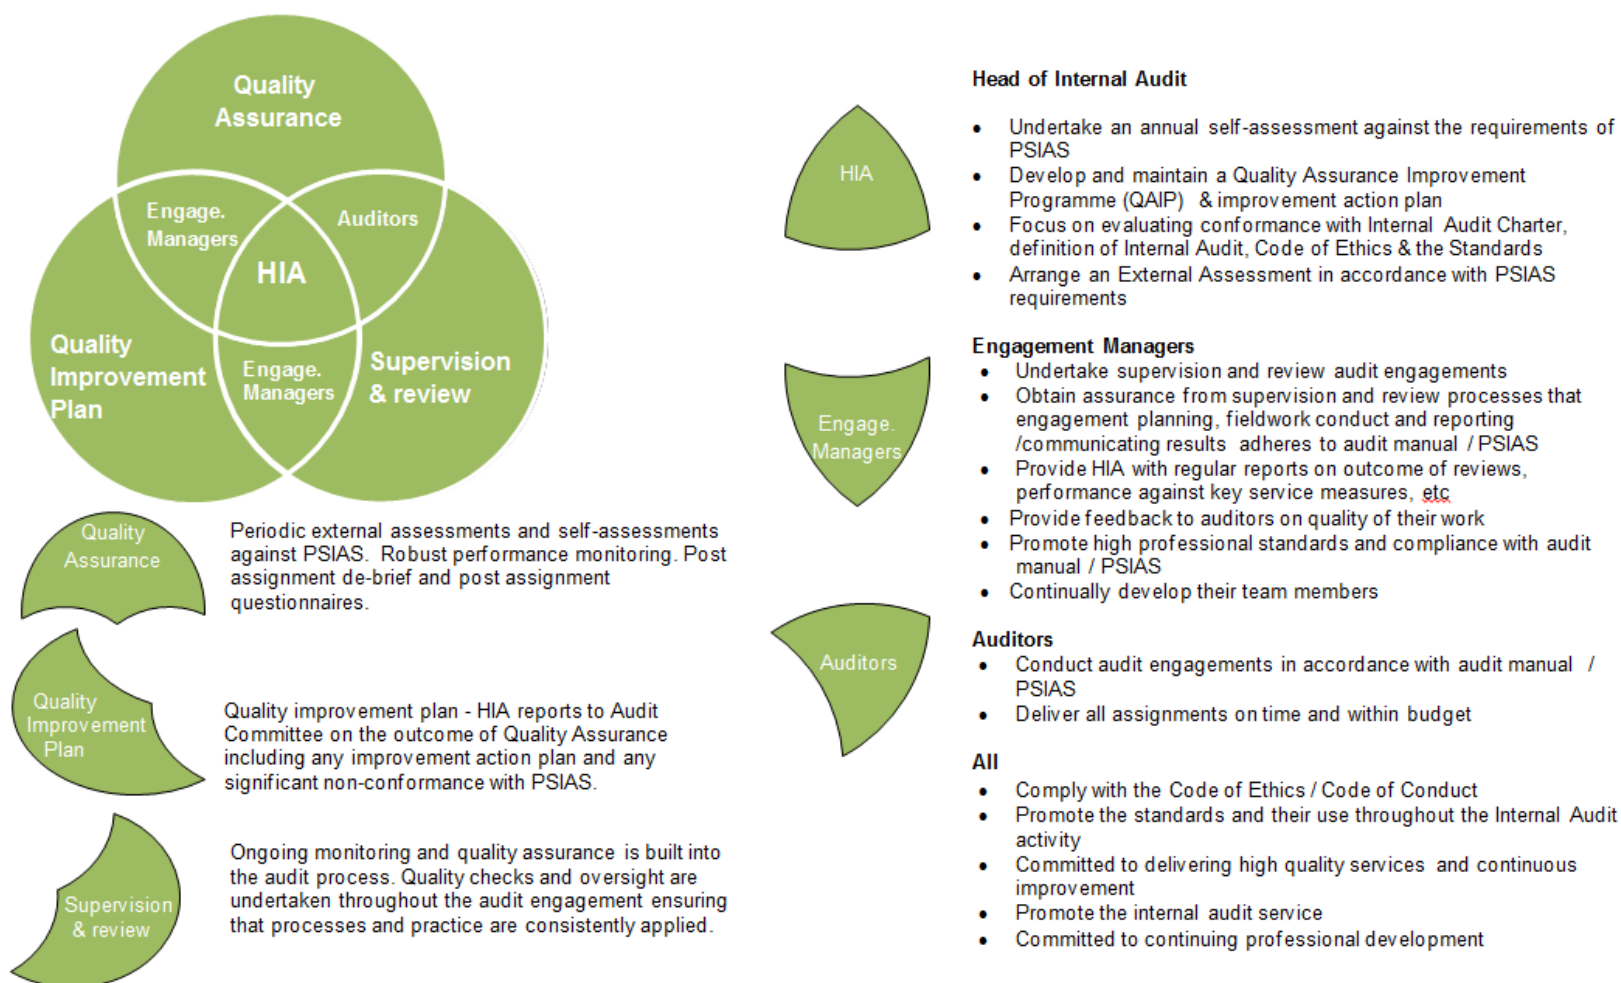 Quality
Assurance
Engage.
Managers
Auditors
HIA
Quality
Improvement
Plan
Engage.
Managers
Supervision
& review
Quality
Assurance
Periodic external assessments and self-assessments
against PSIAS. Robust performance monitoring. Post
assignment de-brief and post assignment
questionnaires.
Quality
Improvement
Plan
Quality improvement plan - HIA reports to Audit
Committee on the outcome of Quality Assurance
including any improvement action plan and any
significant non-conformance with PSIAS.
Supervision
& review
Ongoing monitoring and quality assurance is built into
the audit process. Quality checks and oversight are
undertaken throughout the audit engagement ensuring
that processes and practice are consistently applied.
HIA
Head of Internal Audit
• Undertake an annual self-assessment against the requirements of
PSIAS
• Develop and maintain a Quality Assurance Improvement
Programme (QAIP) & improvement action plan
• Focus on evaluating conformance with Internal Audit Charter,
definition of Internal Audit, Code of Ethics & the Standards
• Arrange an External Assessment in accordance with PSIAS
requirements
Engage.
Managers
Engagement Managers
• Undertake supervision and review audit engagements
• Obtain assurance from supervision and review processes that
engagement planning, fieldwork conduct and reporting
/communicating results adheres to audit manual / PSIAS
• Provide HIA with regular reports on outcome of reviews,
performance against key service measures, etc
• Provide feedback to auditors on quality of their work
• Promote high professional standards and compliance with audit
manual / PSIAS
• Continually develop their team members
Auditors
Auditors
• Conduct audit engagements in accordance with audit manual /
PSIAS
• Deliver all assignments on time and within budget
All
• Comply with the Code of Ethics / Code of Conduct
• Promote the standards and their use throughout the Internal Audit
activity
• Committed to delivering high quality services and continuous
improvement
• Promote the internal audit service
• Committed to continuing professional development